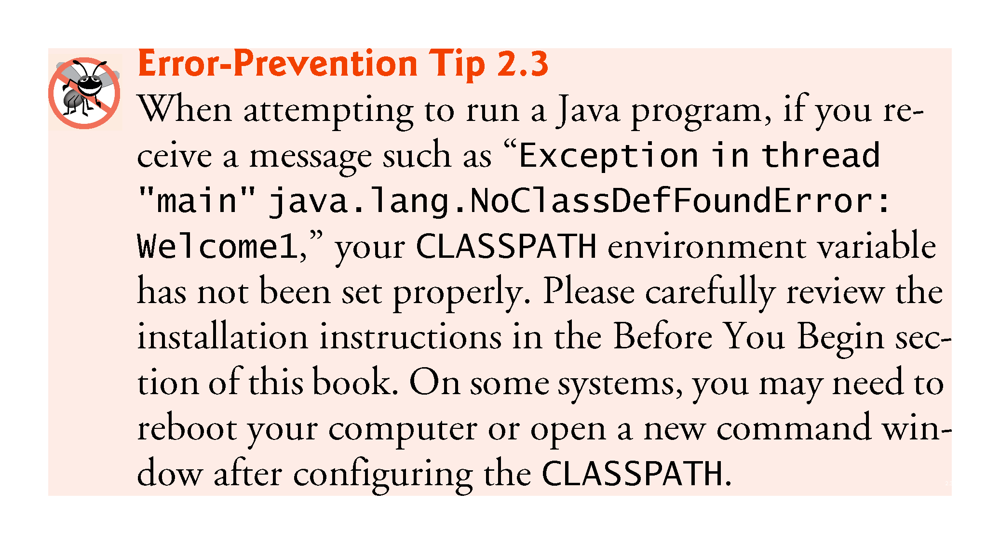 Error-Prevention Tip 2.3
When attempting to run a Java program, if you re-
ceive a message such as “Exception in thread
"main" java.lang.NoClassDefFoundError:
Welcome1,” your CLASSPATH environment variable
has not been set properly. Please carefully review the
installation instructions in the Before You Begin sec-
tion of this book. On some systems, you may need to
reboot your computer or open a new command win-
dow after configuring the CLASSPATH.